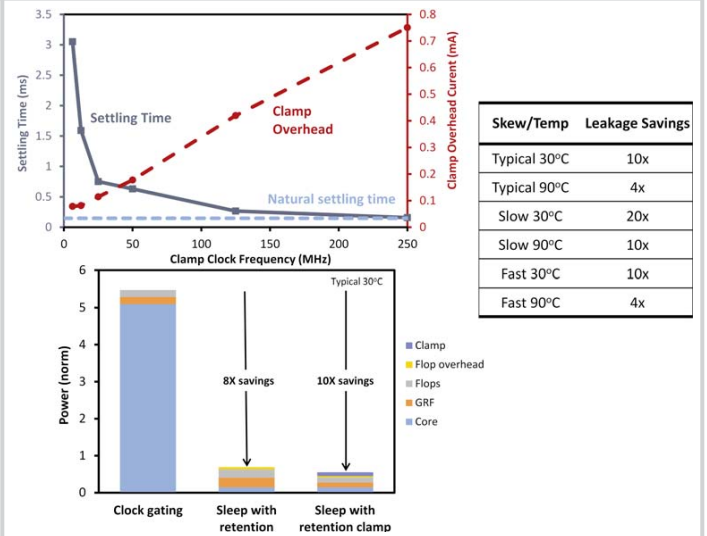 3.5
3
2.5
2
1.5
1
0.5
0
Settling Time (ms)
0.8
0.7
0.6
0.5
0.4
0.3
0.2
0.1
0
Clamp Overhead Curent (mA)
Settling Time
Clamp
Overhead
Natural settling time
0 50 100 150 200 250
Clamp Clock Frequency (MHz)
Skew/Temp Leakage Savings
Typical 30°C 10x
Typical 90°C 4x
Slow 30°C 20x
Slow 90°C 10x
Fast 30°C 10x
Fast 90°C 4x
6
5
4
3
2
1
0
Power (norm)
Typical 30°C
8X savings
10X savings
Clamp
Flop overhead
Flops
GRF
Core
Clock gating
Sleep with
retention
Sleep with
retention clamp